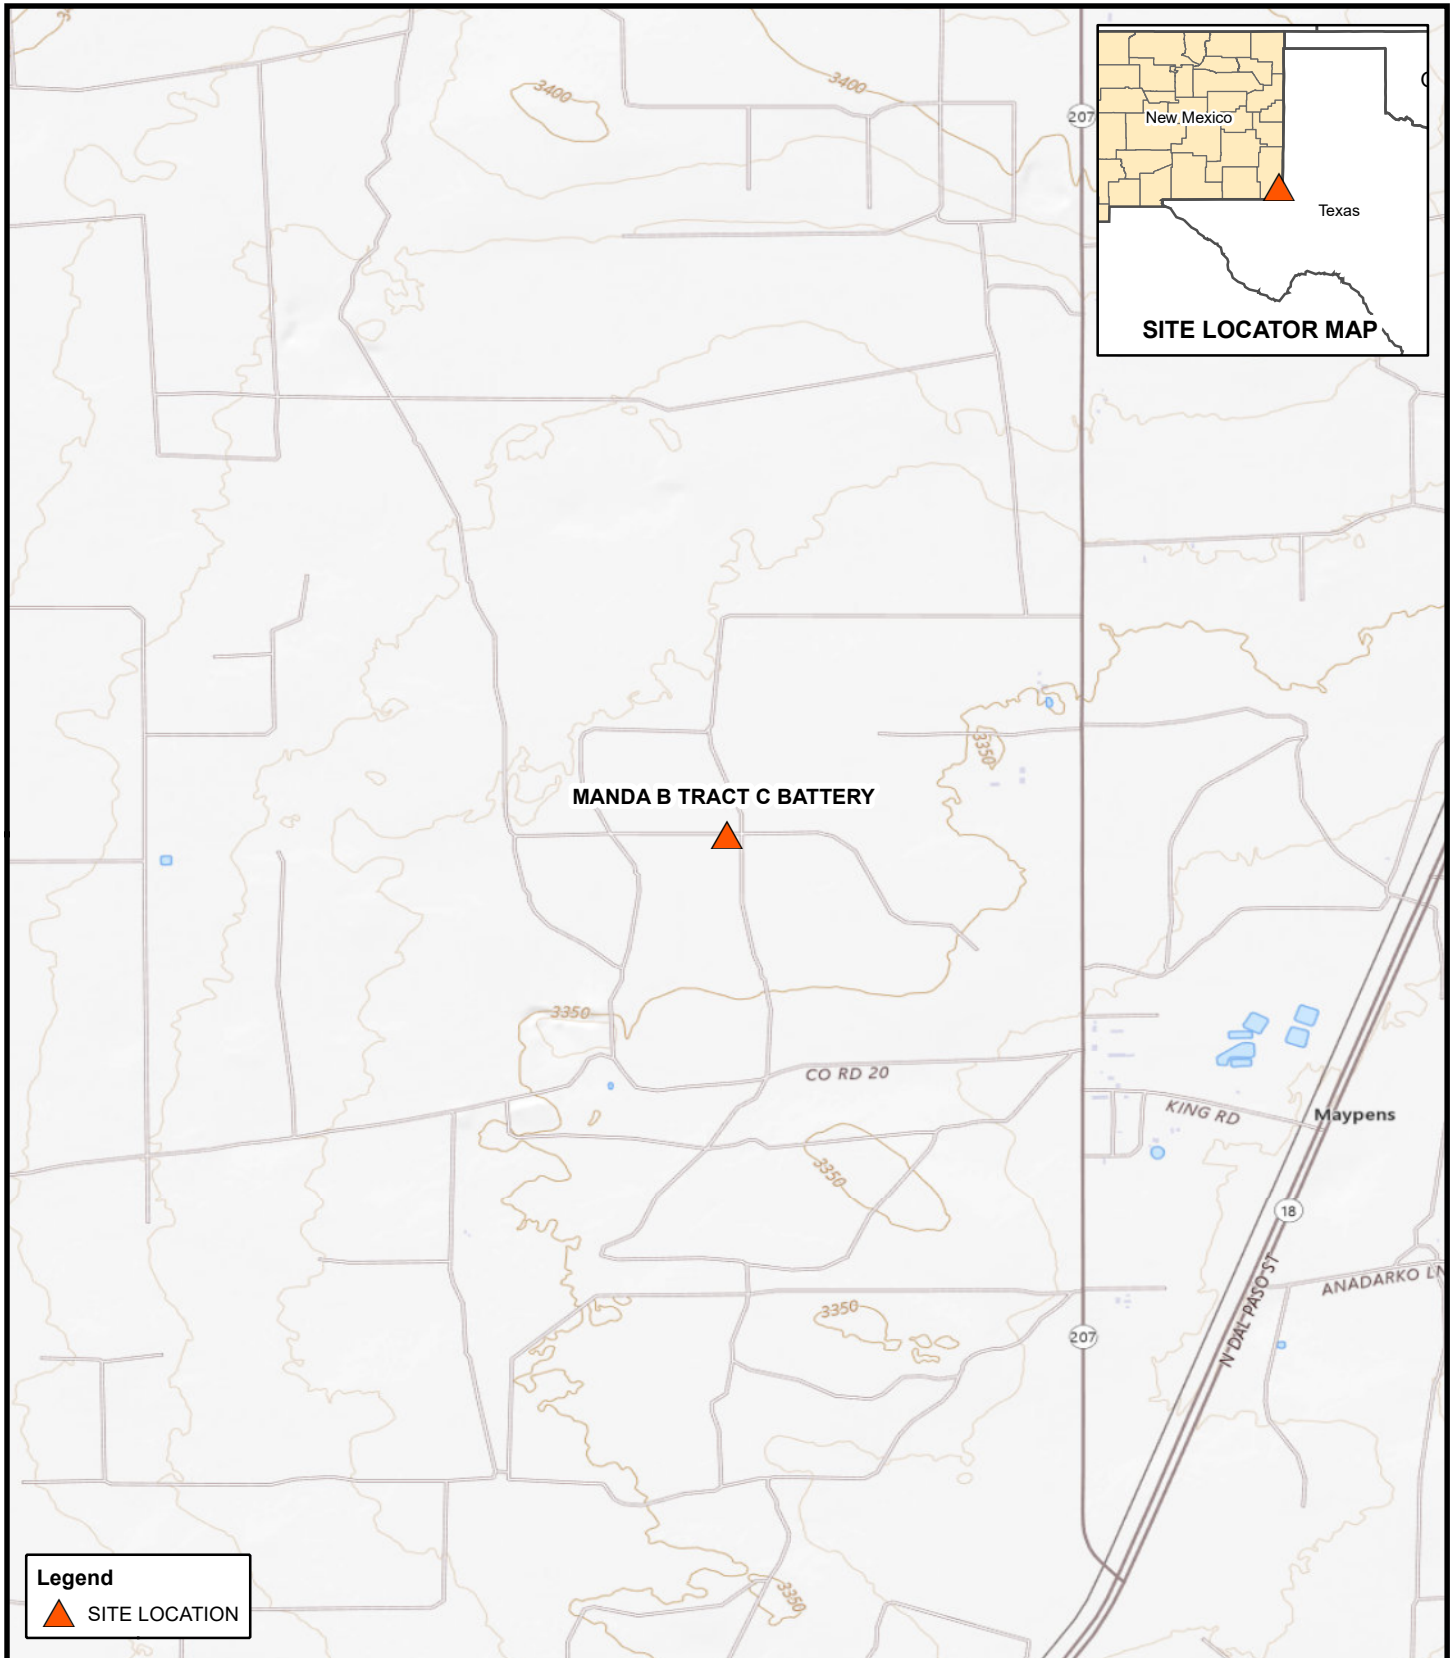 3400
3400
207
New Mexico
Texas
SITE LOCATOR MAP
3350
MANDA B TRACT C BATTERY
3350
CO RD 20
KING RD
Maypens
3350
18
N DAL PASO ST
ANADARKO LN
3350
207
3350
Legend
SITE LOCATION